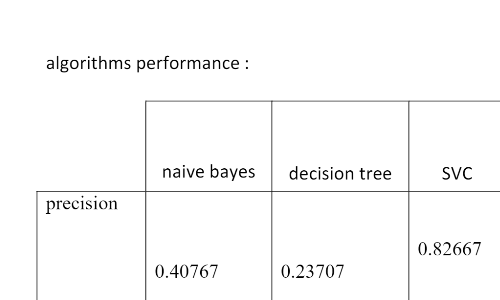 algorithms performance :
naive bayes decision tree SVC
precision
0.40767 0.23707 0.82667